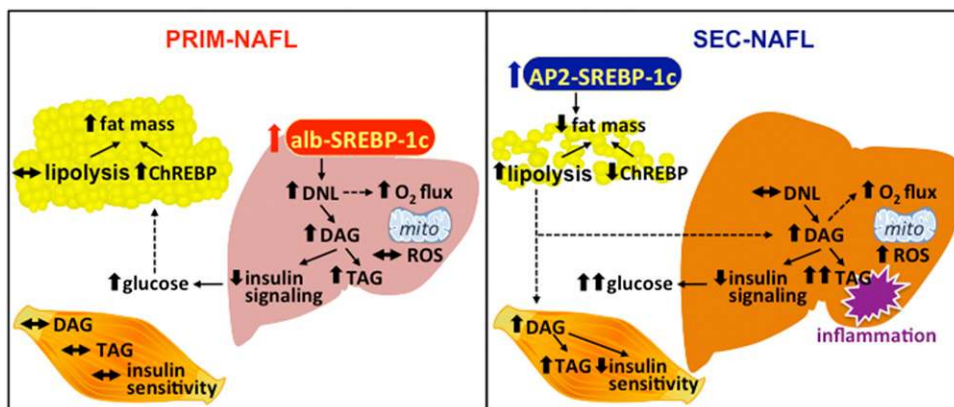 PRIM-NAFL
fat mass
lipolysis
ChREBP
alb-SREBP-1c
DNL
O2 flux
mito
DAG
ROS
glucose
insulin
signaling
TAG
DAG
TAG
insulin
sensitivity
SEC-NAFL
AP2-SREBP-1c
fat mass
lipolysis
ChREBP
DNL
O2 flux
mito
DAG
ROS
glucose
insulin
signaling
TAG
inflammation
DAG
TAG
insulin
sensitivity